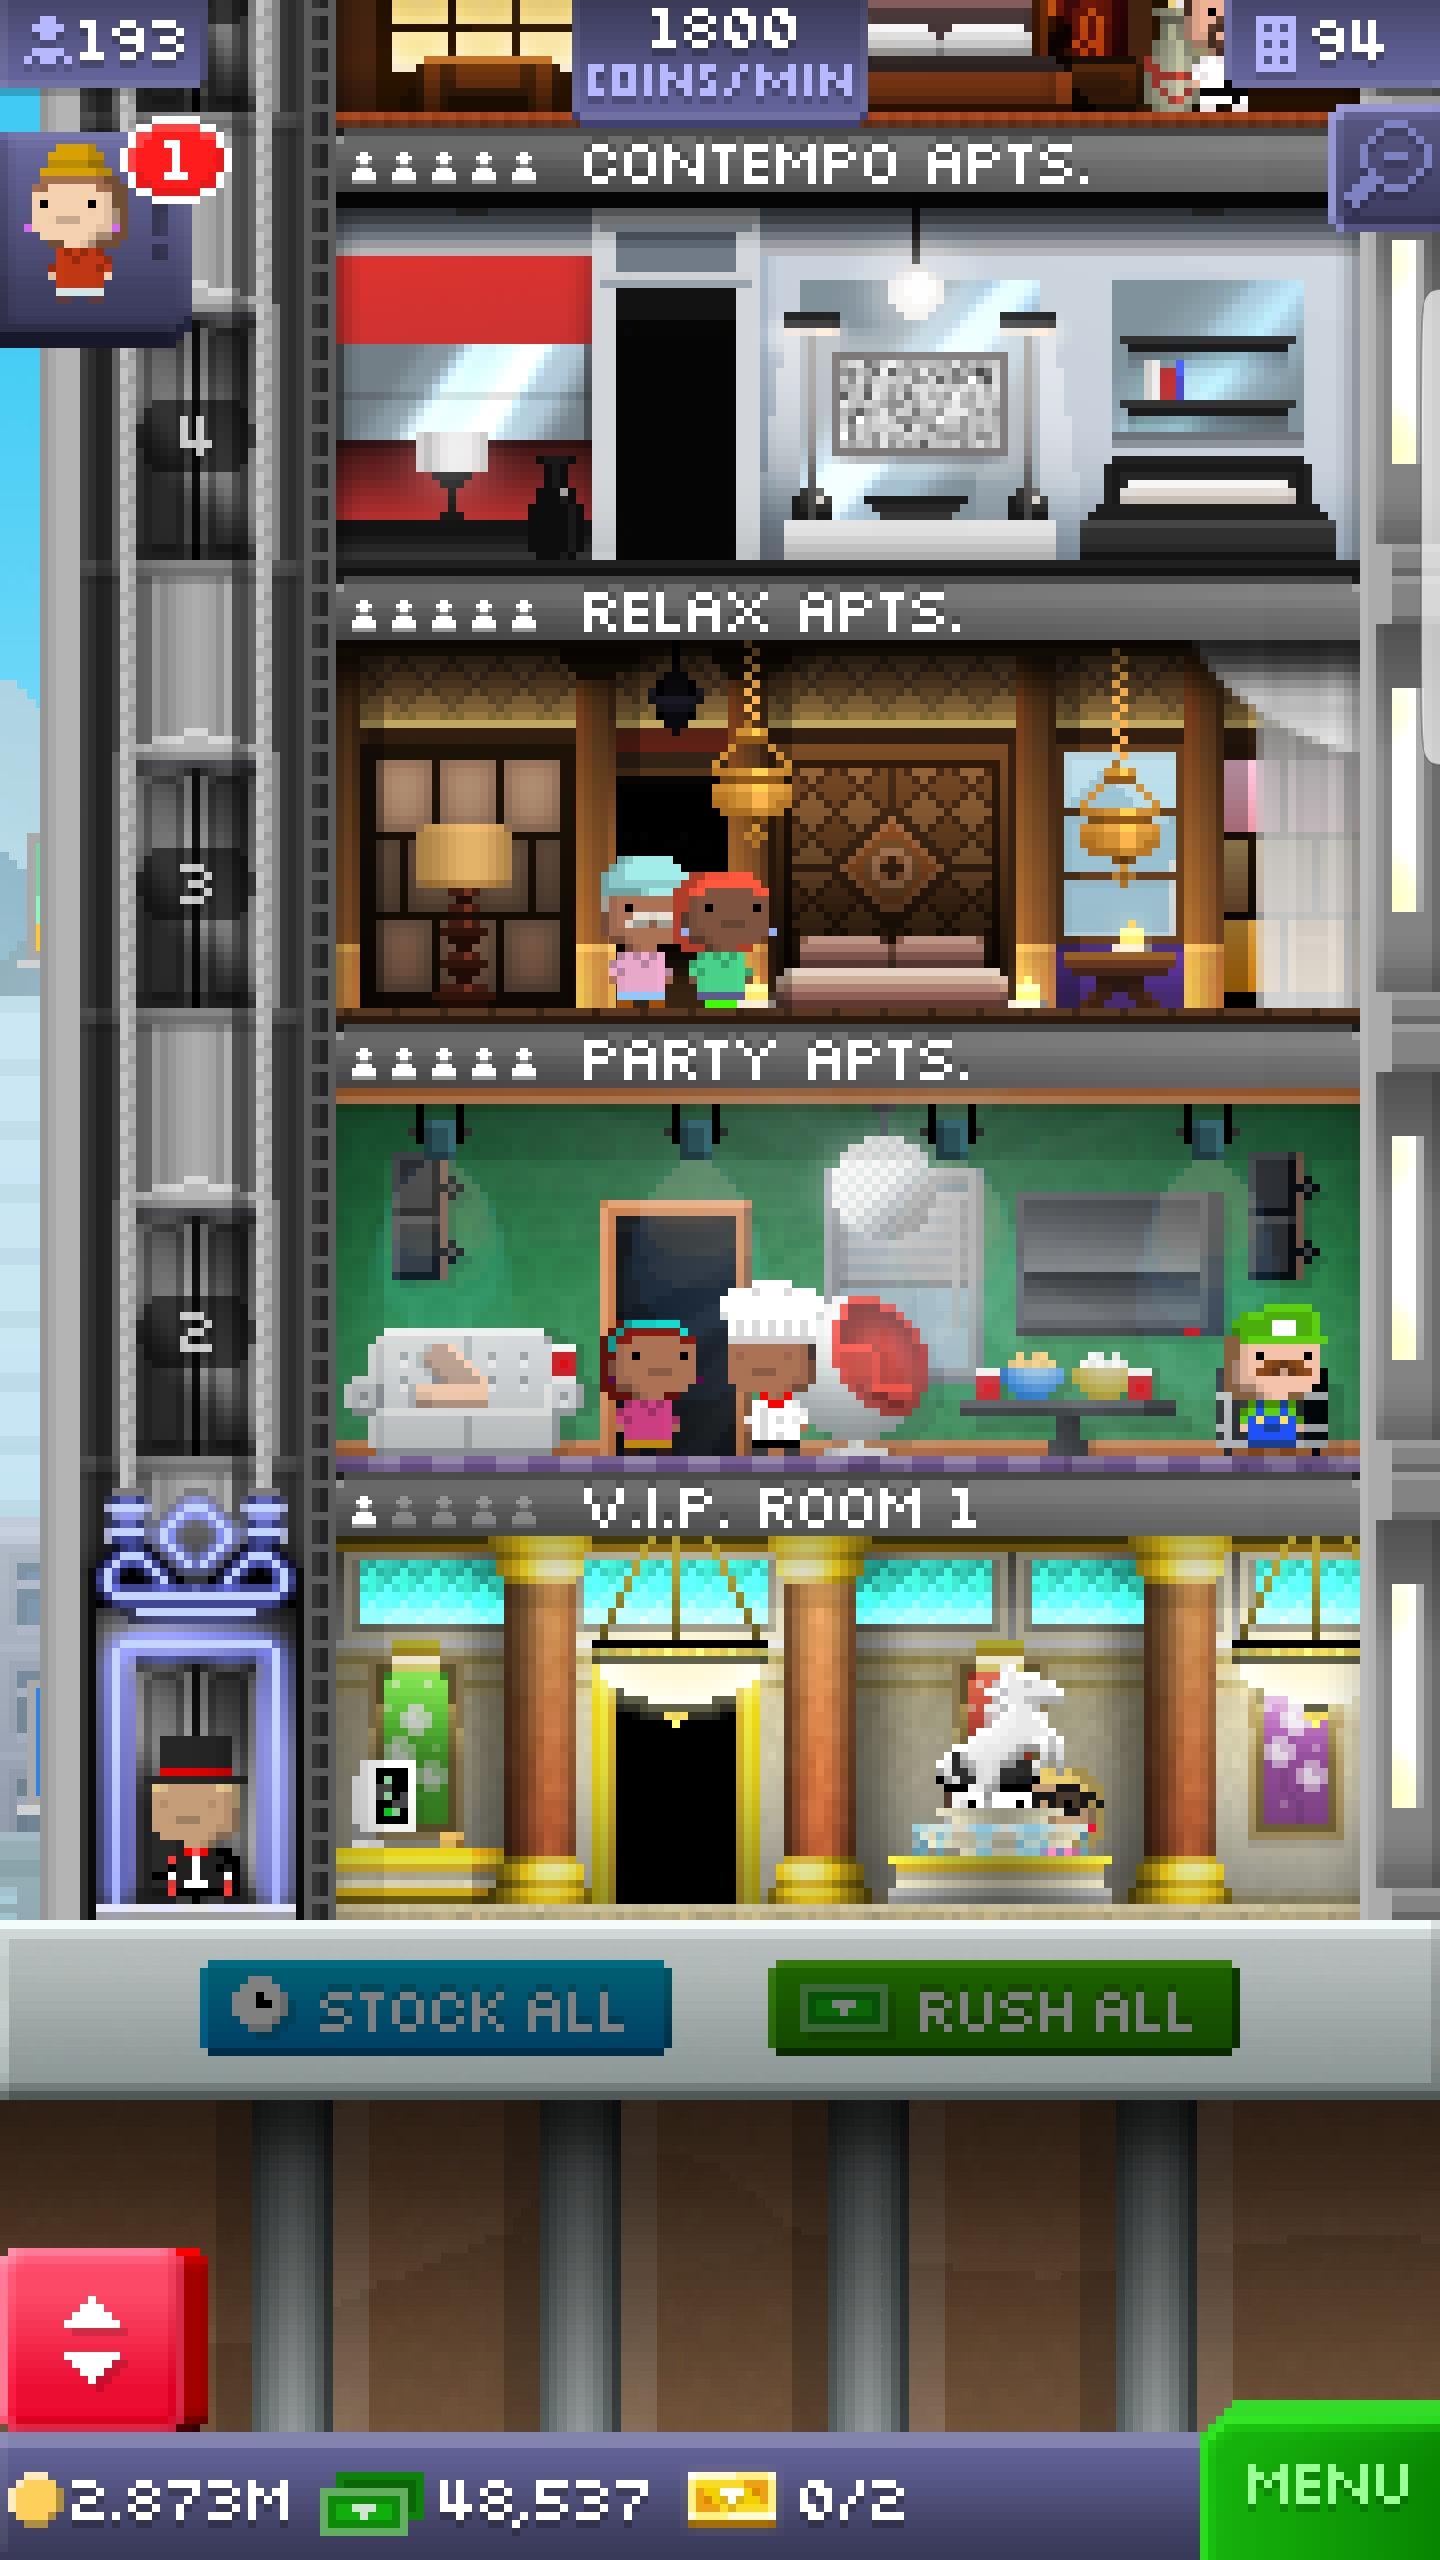 193
1800
COINS/MIN
94
1
CONTEMPO APTS.
4
RELAX APTS.
3
PARTY APTS.
2
V.I.P. ROOM 1
2
1
STOCK ALL
RUSH ALL
2.873M
48,537
0/2
MENU